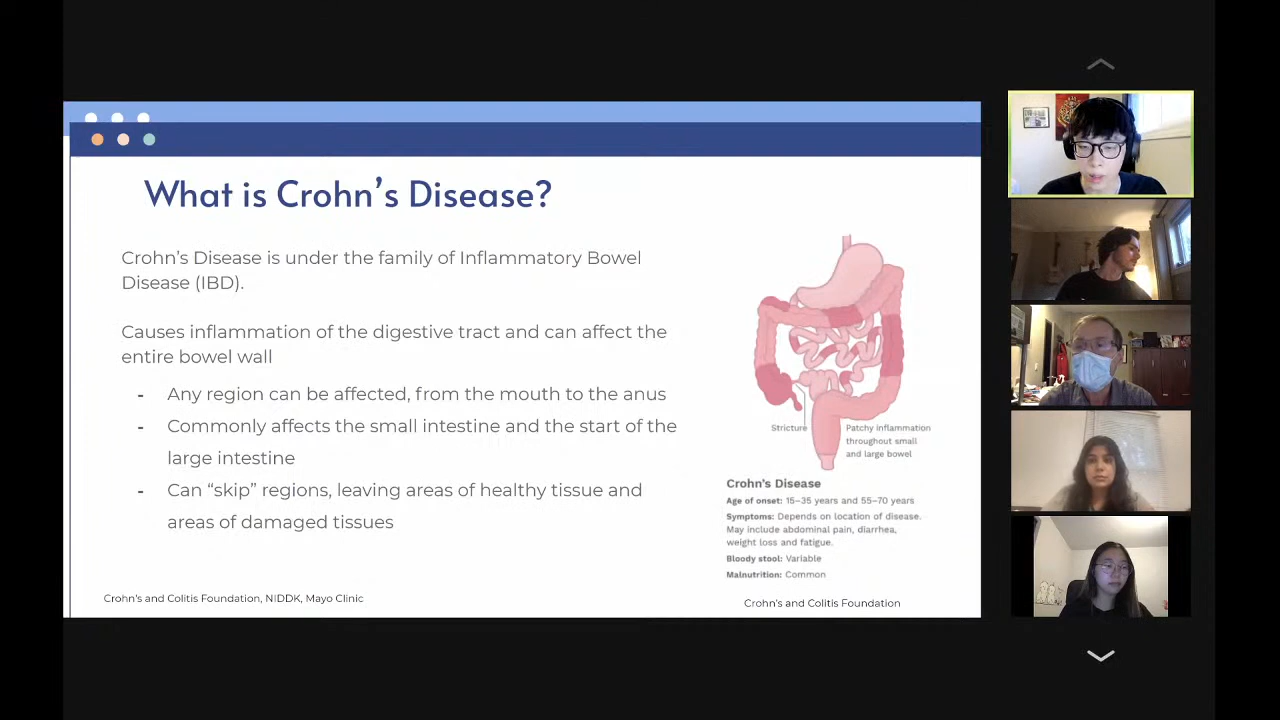 What is Crohn’s Disease?
Crohn’s Disease is under the family of Inflammatory Bowel
Disease (IBD).
Causes inflammation of the digestive tract and can affect the
entire bowel wall
- Any region can be affected, from the mouth to the anus
- Commonly affects the small intestine and the start of the
large intestine
- Can “skip” regions, leaving areas of healthy tissue and
areas of damaged tissues
Crohn’s and Colitis Foundation, NIDDK, Mayo Clinic
Stricture
Patchy inflammation
throughout small
and large bowel
Crohn’s Disease
Age of onset: 15–35 years and 55–70 years
Symptoms: Depends on location of disease.
May include abdominal pain, diarrhea,
weight loss and fatigue.
Bloody stool: Variable
Malnutrition: Common
Crohn’s and Colitis Foundation